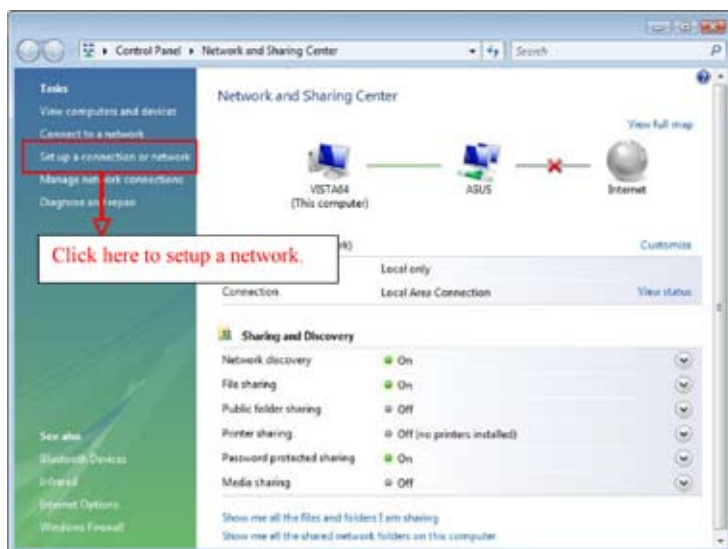 Control Panel ▸ Network and Sharing Center
Search
Tasks
View computers and devices
Connect to a network
Set up a connection or network
Manage network connections
Diagnose and repair
See also
Bluetooth Devices
Infrared
Internet Options
Windows Firewall
Network and Sharing Center
View full map
VISTA64
(This computer)
ASUS
Internet
Click here to setup a network.
Customize
Local only
Connection Local Area Connection View status
Sharing and Discovery
Network discovery On
File sharing On
Public folder sharing Off
Printer sharing Off (no printers installed)
Password protected sharing On
Media sharing Off
Show me all the files and folders I am sharing
Show me all the shared network folders on this computer